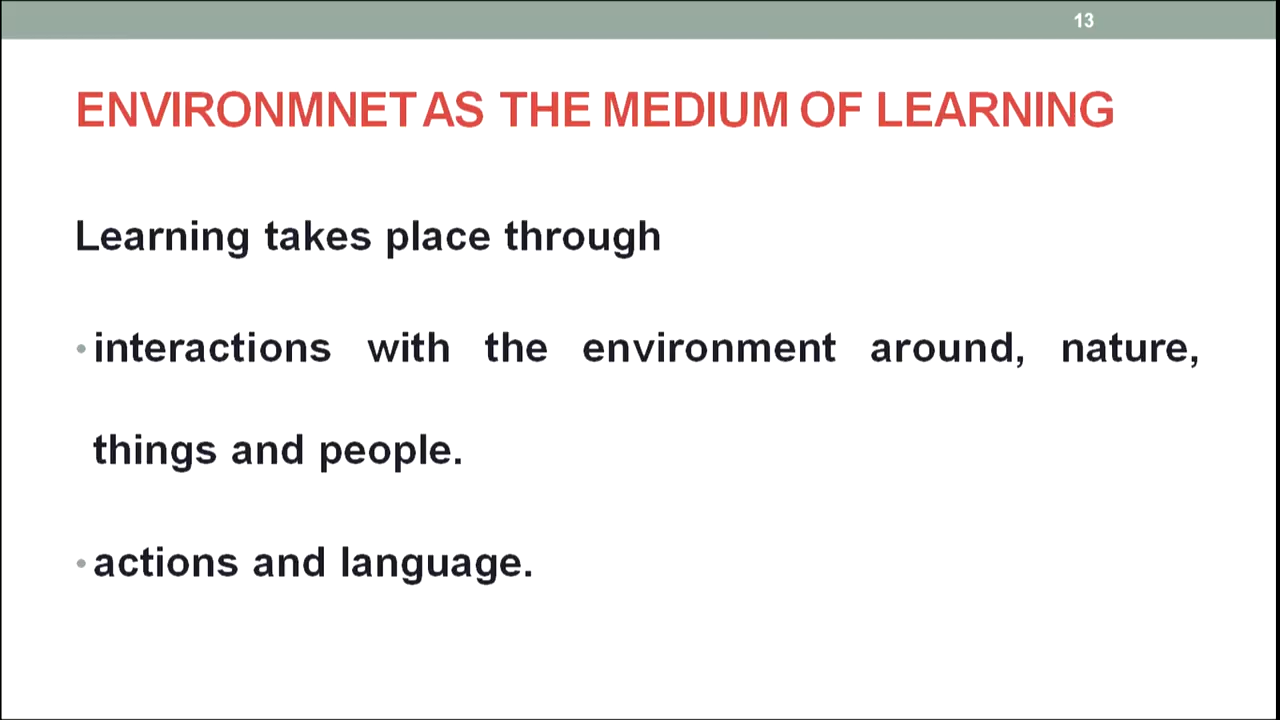 13
ENVIRONMNET AS THE MEDIUM OF LEARNING
Learning takes place through
• interactions with the environment around, nature,
things and people.
• actions and language.